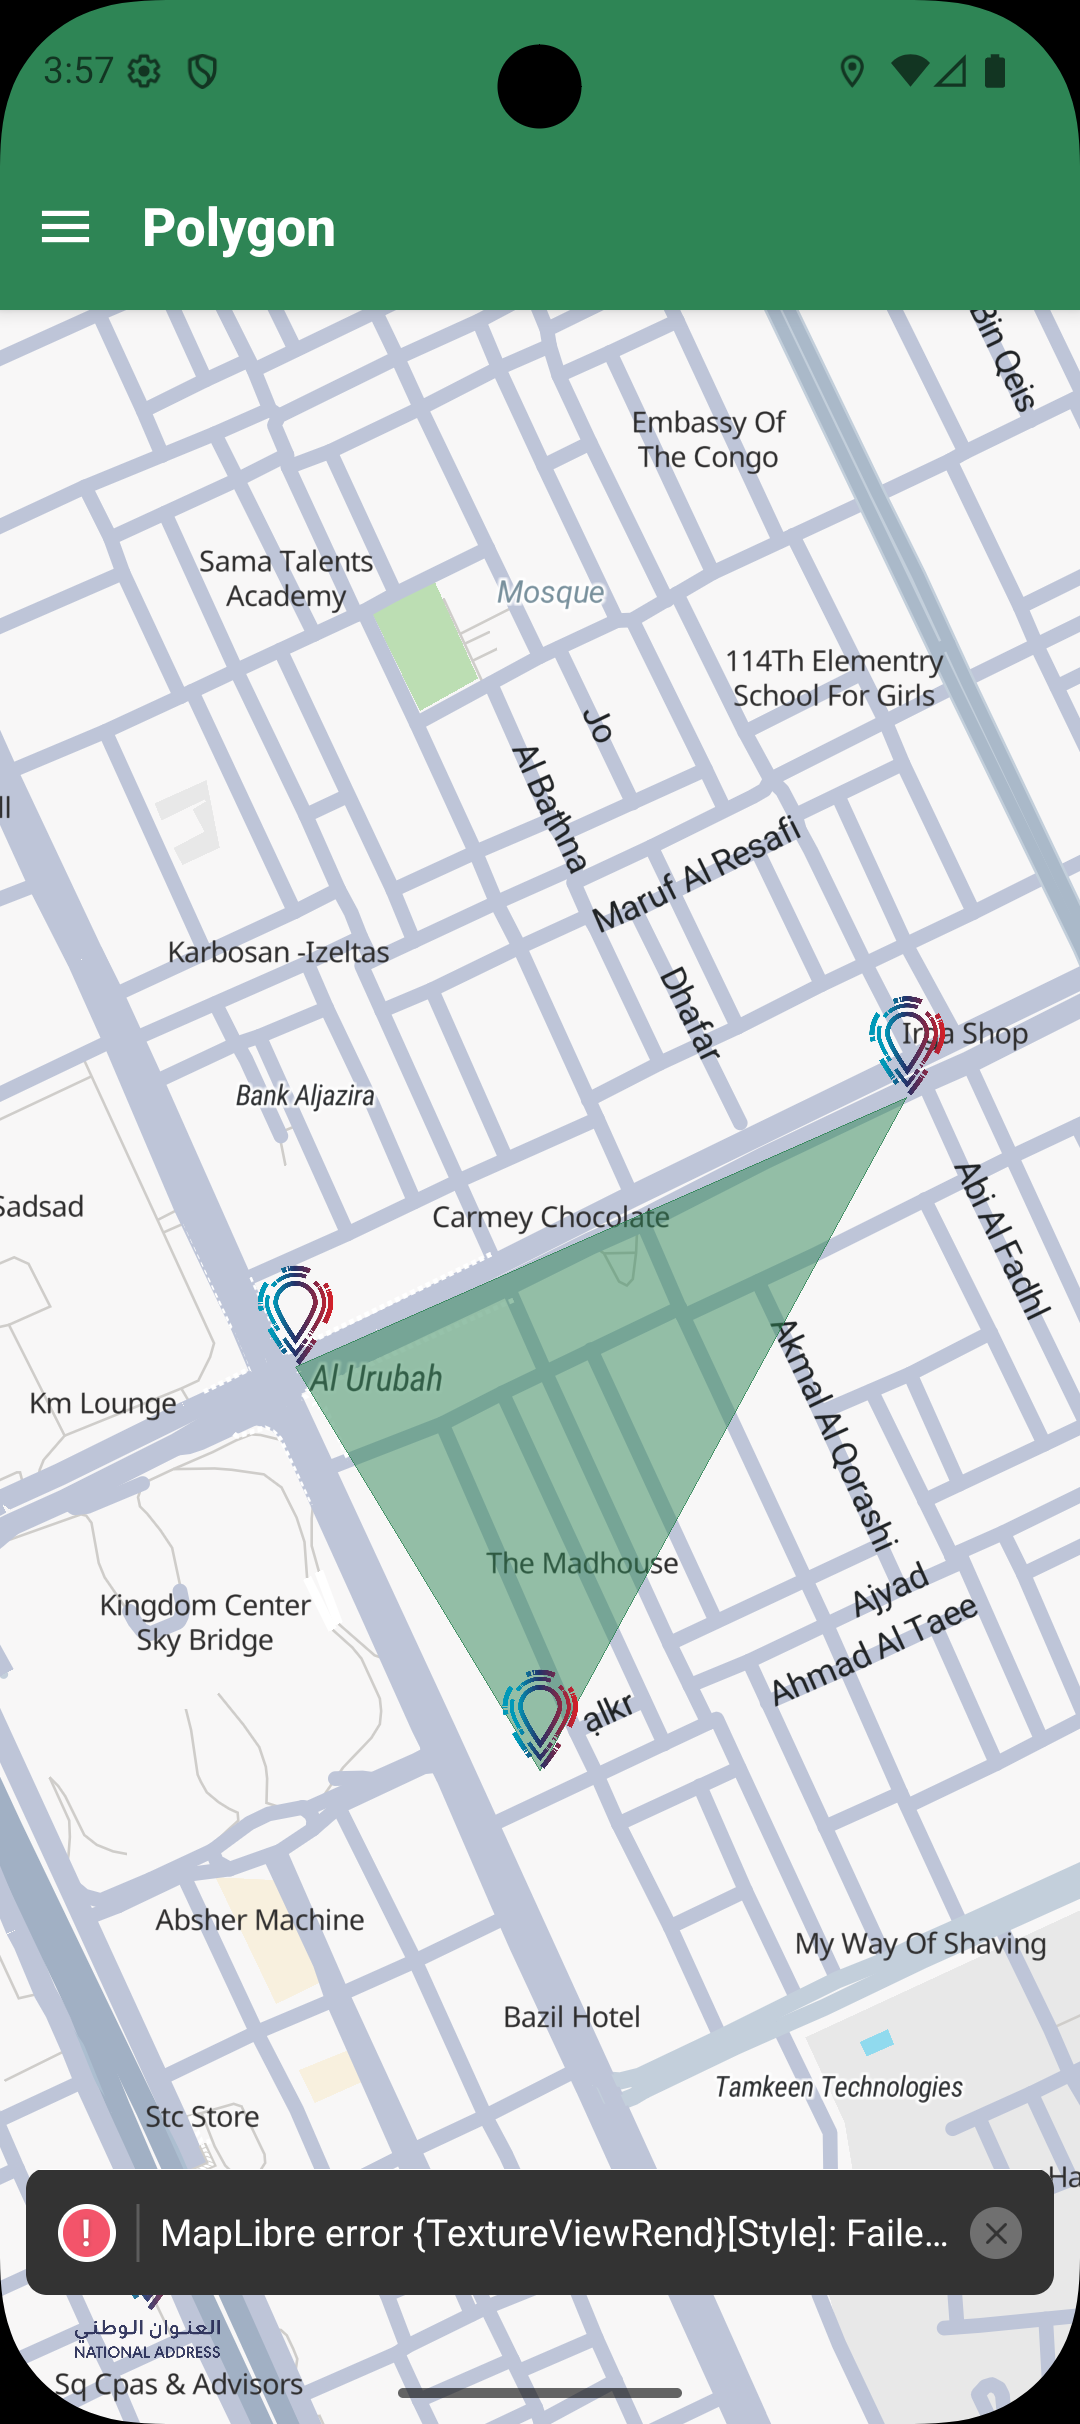 3:57
Polygon
Bin Qeis
Embassy Of
The Congo
Sama Talents
Academy
Mosque
114Th Elementry
School For Girls
Jo
Al Bathna
ll
Maruf Al Resafi
Karbosan -Izeltas
Dhafar
Irqa Shop
Bank Aljazira
Sadsad
Abi Al Fadhl
Carmey Chocolate
Al Urubah
Km Lounge
Akmal Al Qorashi
The Madhouse
Kingdom Center
Sky Bridge
Ajyad
Ahmad Al Taee
Absher Machine
My Way Of Shaving
Bazil Hotel
Tamkeen Technologies
Stc Store
Ha
MapLibre error {TextureViewRend}[Style]: Faile...
العنوان الوطني
NATIONAL ADDRESS
Sq Cpas & Advisors